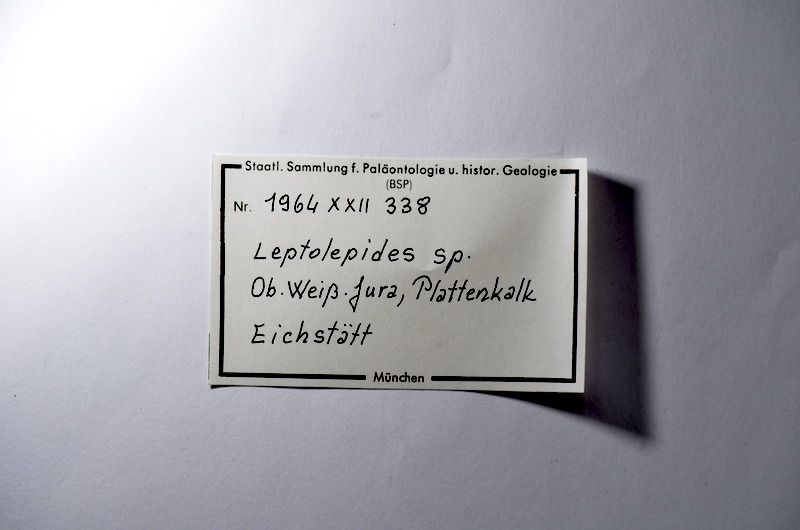 Staatl. Sammlung f. Paläontologie u. histor. Geologie
(BSP)
Nr. 1964 XXII 338
Leptolepides sp.
Ob. Weiß. Jura, Plattenkalk
Eichstätt
München